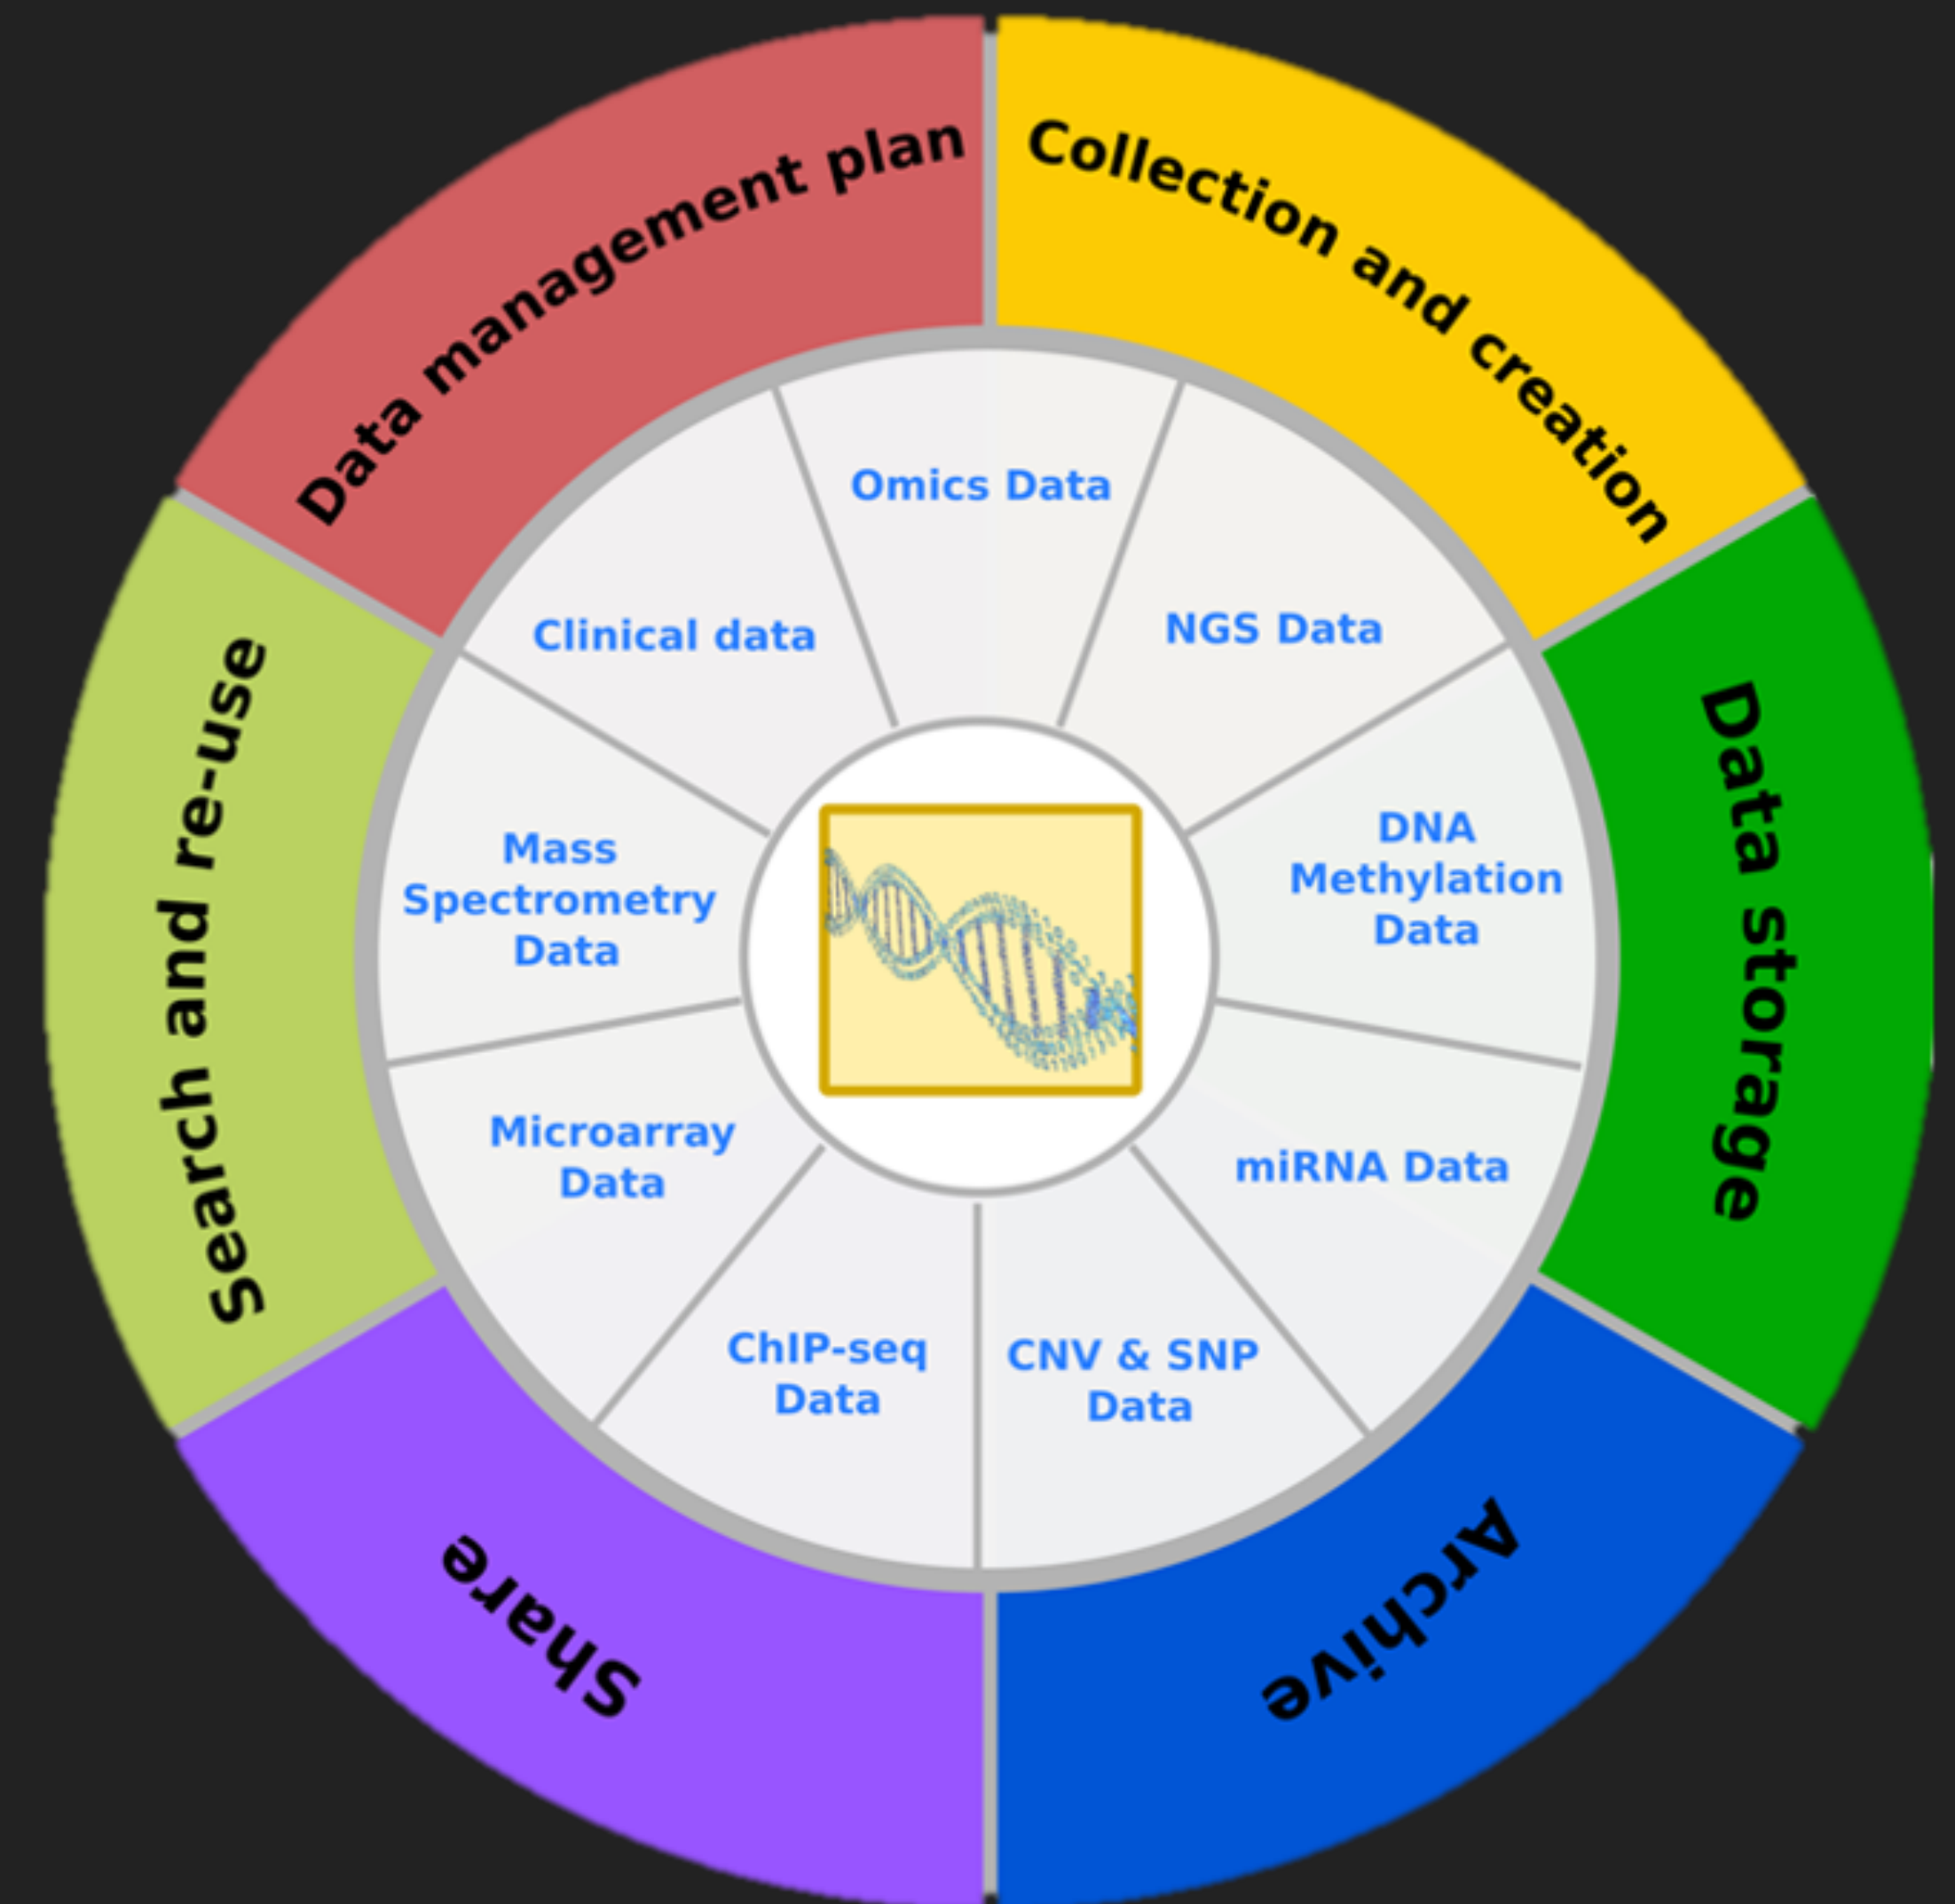 Data management plan
Collection and creation
Data storage
Archive
Share
Search and re-use
Omics Data
NGS Data
DNA
Methylation
Data
miRNA Data
CNV & SNP
Data
ChIP-seq
Data
Microarray
Data
Mass
Spectrometry
Data
Clinical data